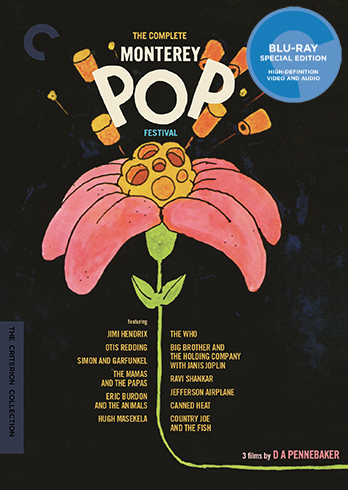 THE COMPLETE
MONTEREY
POP
FESTIVAL
BLU-RAY
SPECIAL EDITION
HIGH-DEFINITION
VIDEO AND AUDIO
featuring
JIMI HENDRIX
OTIS REDDING
SIMON AND GARFUNKEL
THE MAMAS
AND THE PAPAS
ERIC BURDON
AND THE ANIMALS
HUGH MASEKELA
THE WHO
BIG BROTHER AND
THE HOLDING COMPANY
WITH JANIS JOPLIN
RAVI SHANKAR
JEFFERSON AIRPLANE
CANNED HEAT
COUNTRY JOE
AND THE FISH
THE CRITERION COLLECTION
3 films by D A PENNEBAKER